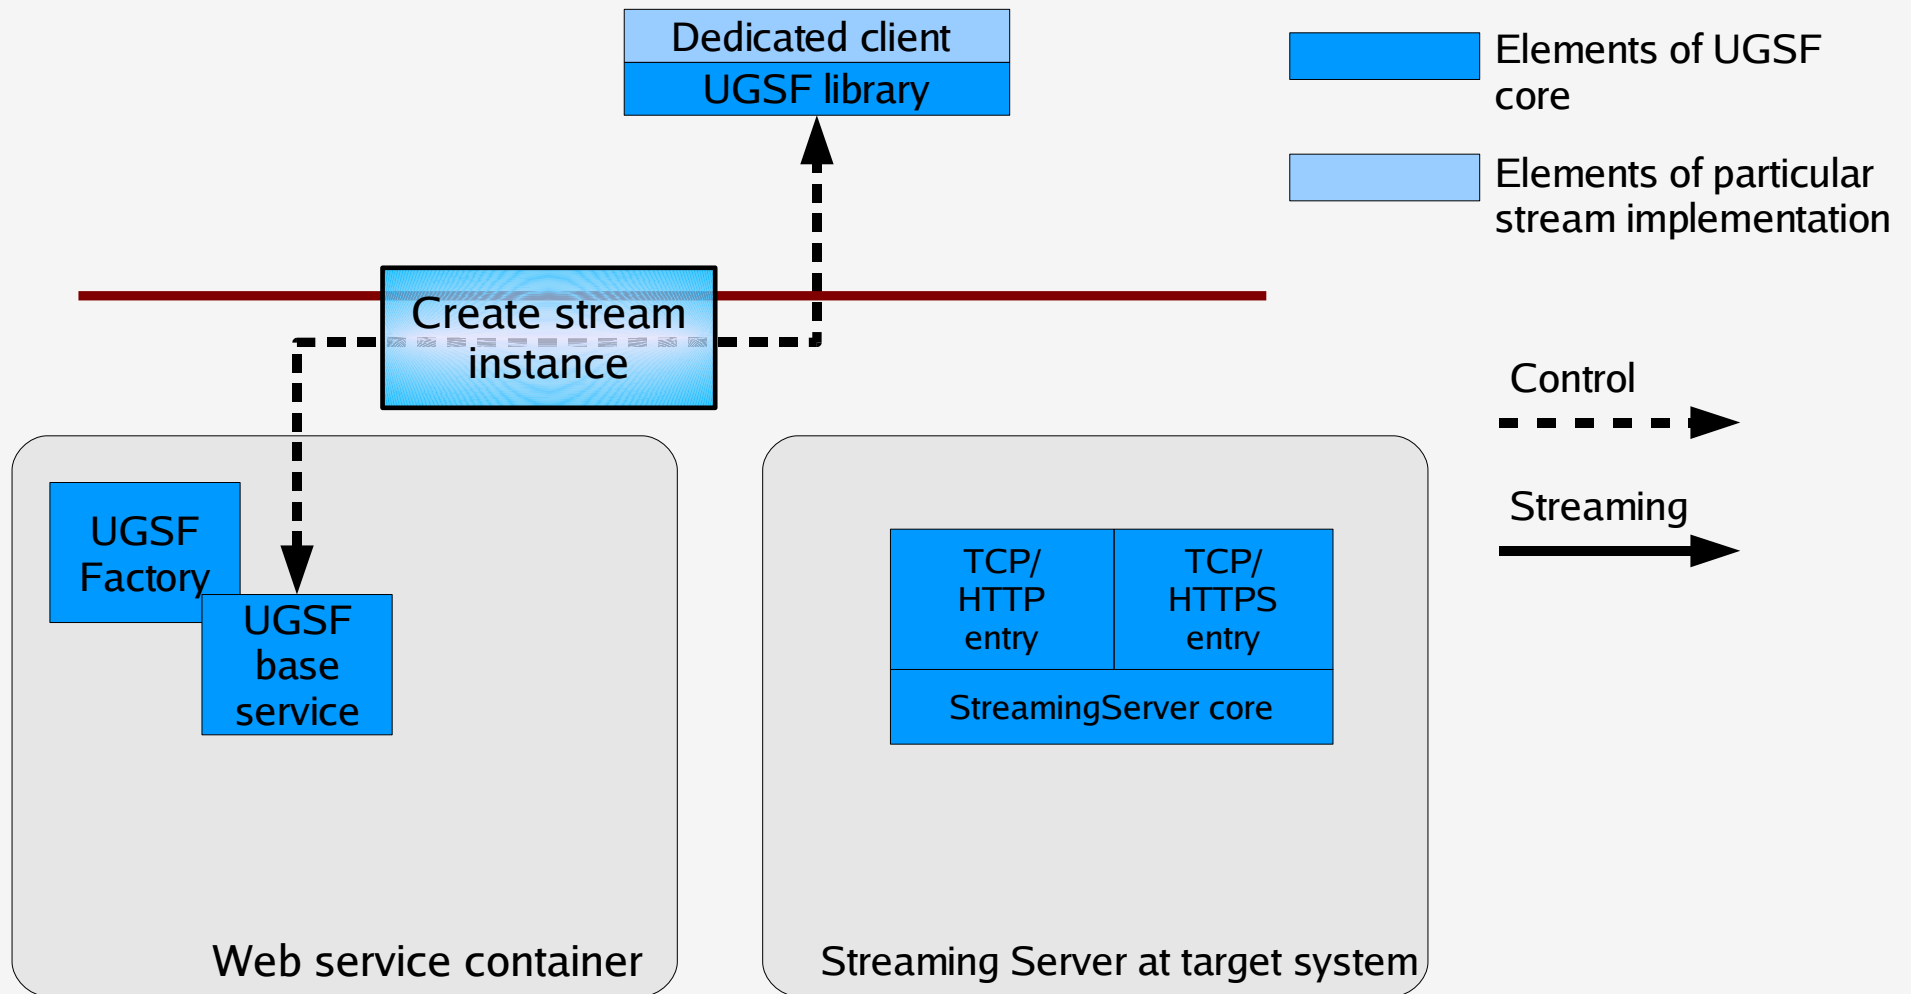 Dedicated client
UGSF library
Elements of UGSF
core
Elements of particular
stream implementation
Create stream
instance
Control
Streaming
UGSF
Factory
UGSF
base
service
Web service container
TCP/
HTTP
entry
TCP/
HTTPS
entry
StreamingServer core
Streaming Server at target system